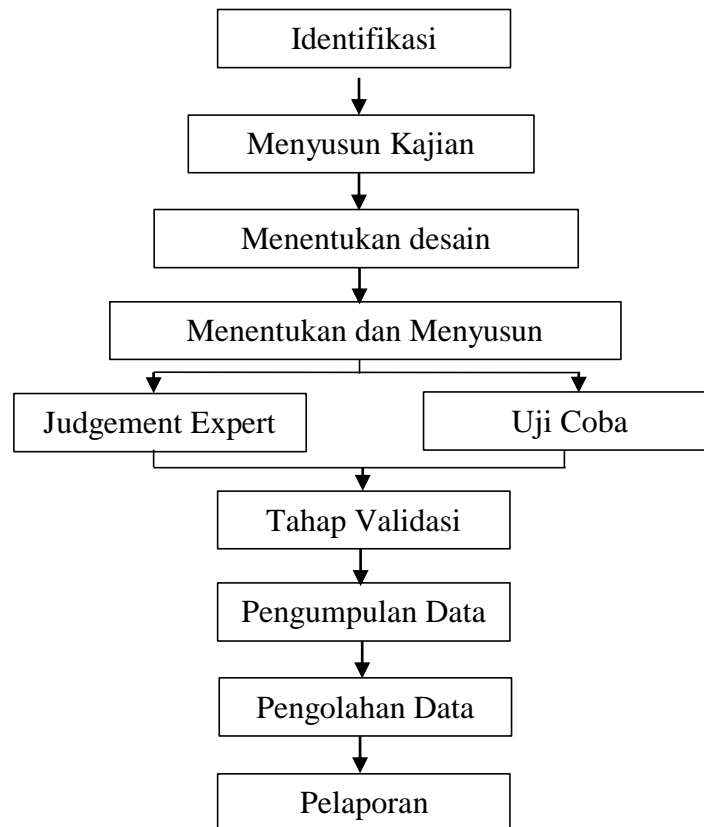 Identifikasi
Menyusun Kajian
Menentukan desain
Menentukan dan Menyusun
Judgement Expert
Uji Coba
Tahap Validasi
Pengumpulan Data
Pengolahan Data
Pelaporan